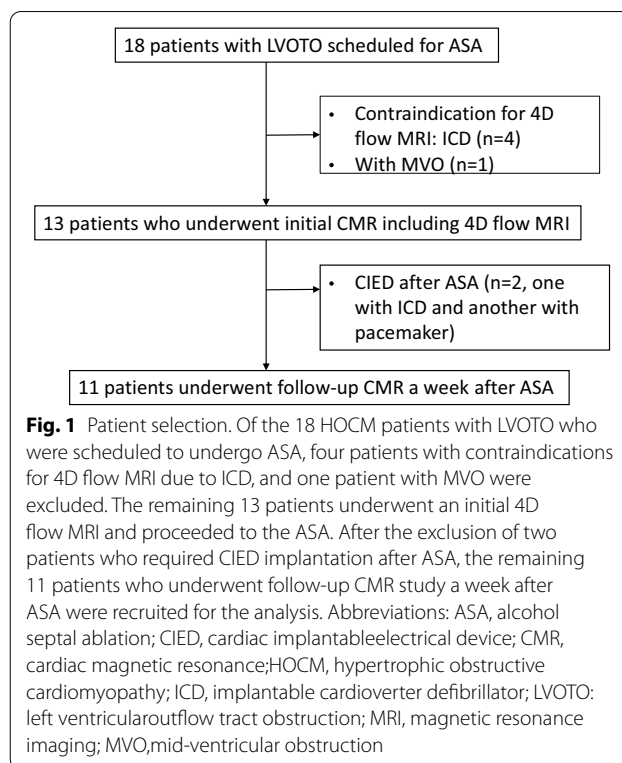 18 patients with LVOTO scheduled for ASA
• Contraindication for 4D
flow MRI: ICD (n=4)
• With MVO (n=1)
13 patients who underwent initial CMR including 4D flow MRI
• CIED after ASA (n=2, one
with ICD and another with
pacemaker)
11 patients underwent follow-up CMR a week after ASA
Fig. 1 Patient selection. Of the 18 HOCM patients with LVOTO who
were scheduled to undergo ASA, four patients with contraindications
for 4D flow MRI due to ICD, and one patient with MVO were
excluded. The remaining 13 patients underwent an initial 4D
flow MRI and proceeded to the ASA. After the exclusion of two
patients who required CIED implantation after ASA, the remaining
11 patients who underwent follow-up CMR study a week after
ASA were recruited for the analysis. Abbreviations: ASA, alcohol
septal ablation; CIED, cardiac implantableelectrical device; CMR,
cardiac magnetic resonance;HOCM, hypertrophic obstructive
cardiomyopathy; ICD, implantable cardioverter defibrillator; LVOTO:
left ventricularoutflow tract obstruction; MRI, magnetic resonance
imaging; MVO,mid-ventricular obstruction